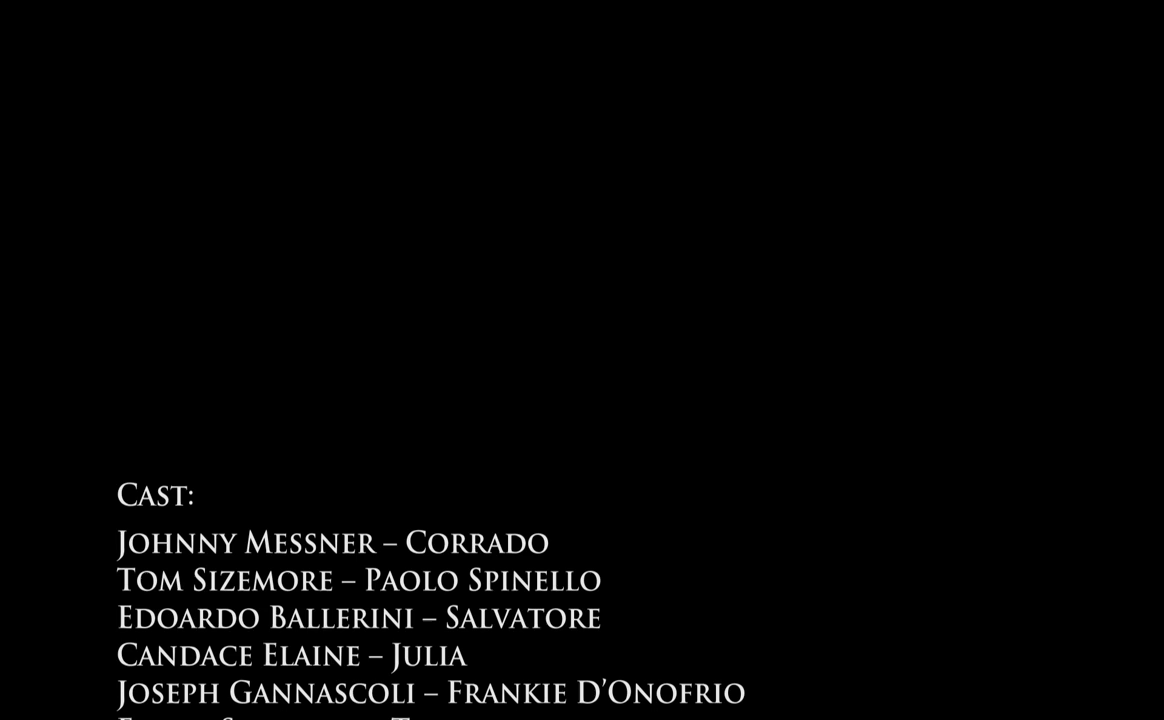 Cast:
Johnny Messner – Corrado
Tom Sizemore – Paolo Spinello
Edoardo Ballerini – Salvatore
Candace Elaine – Julia
Joseph Gannascoli – Frankie D’Onofrio